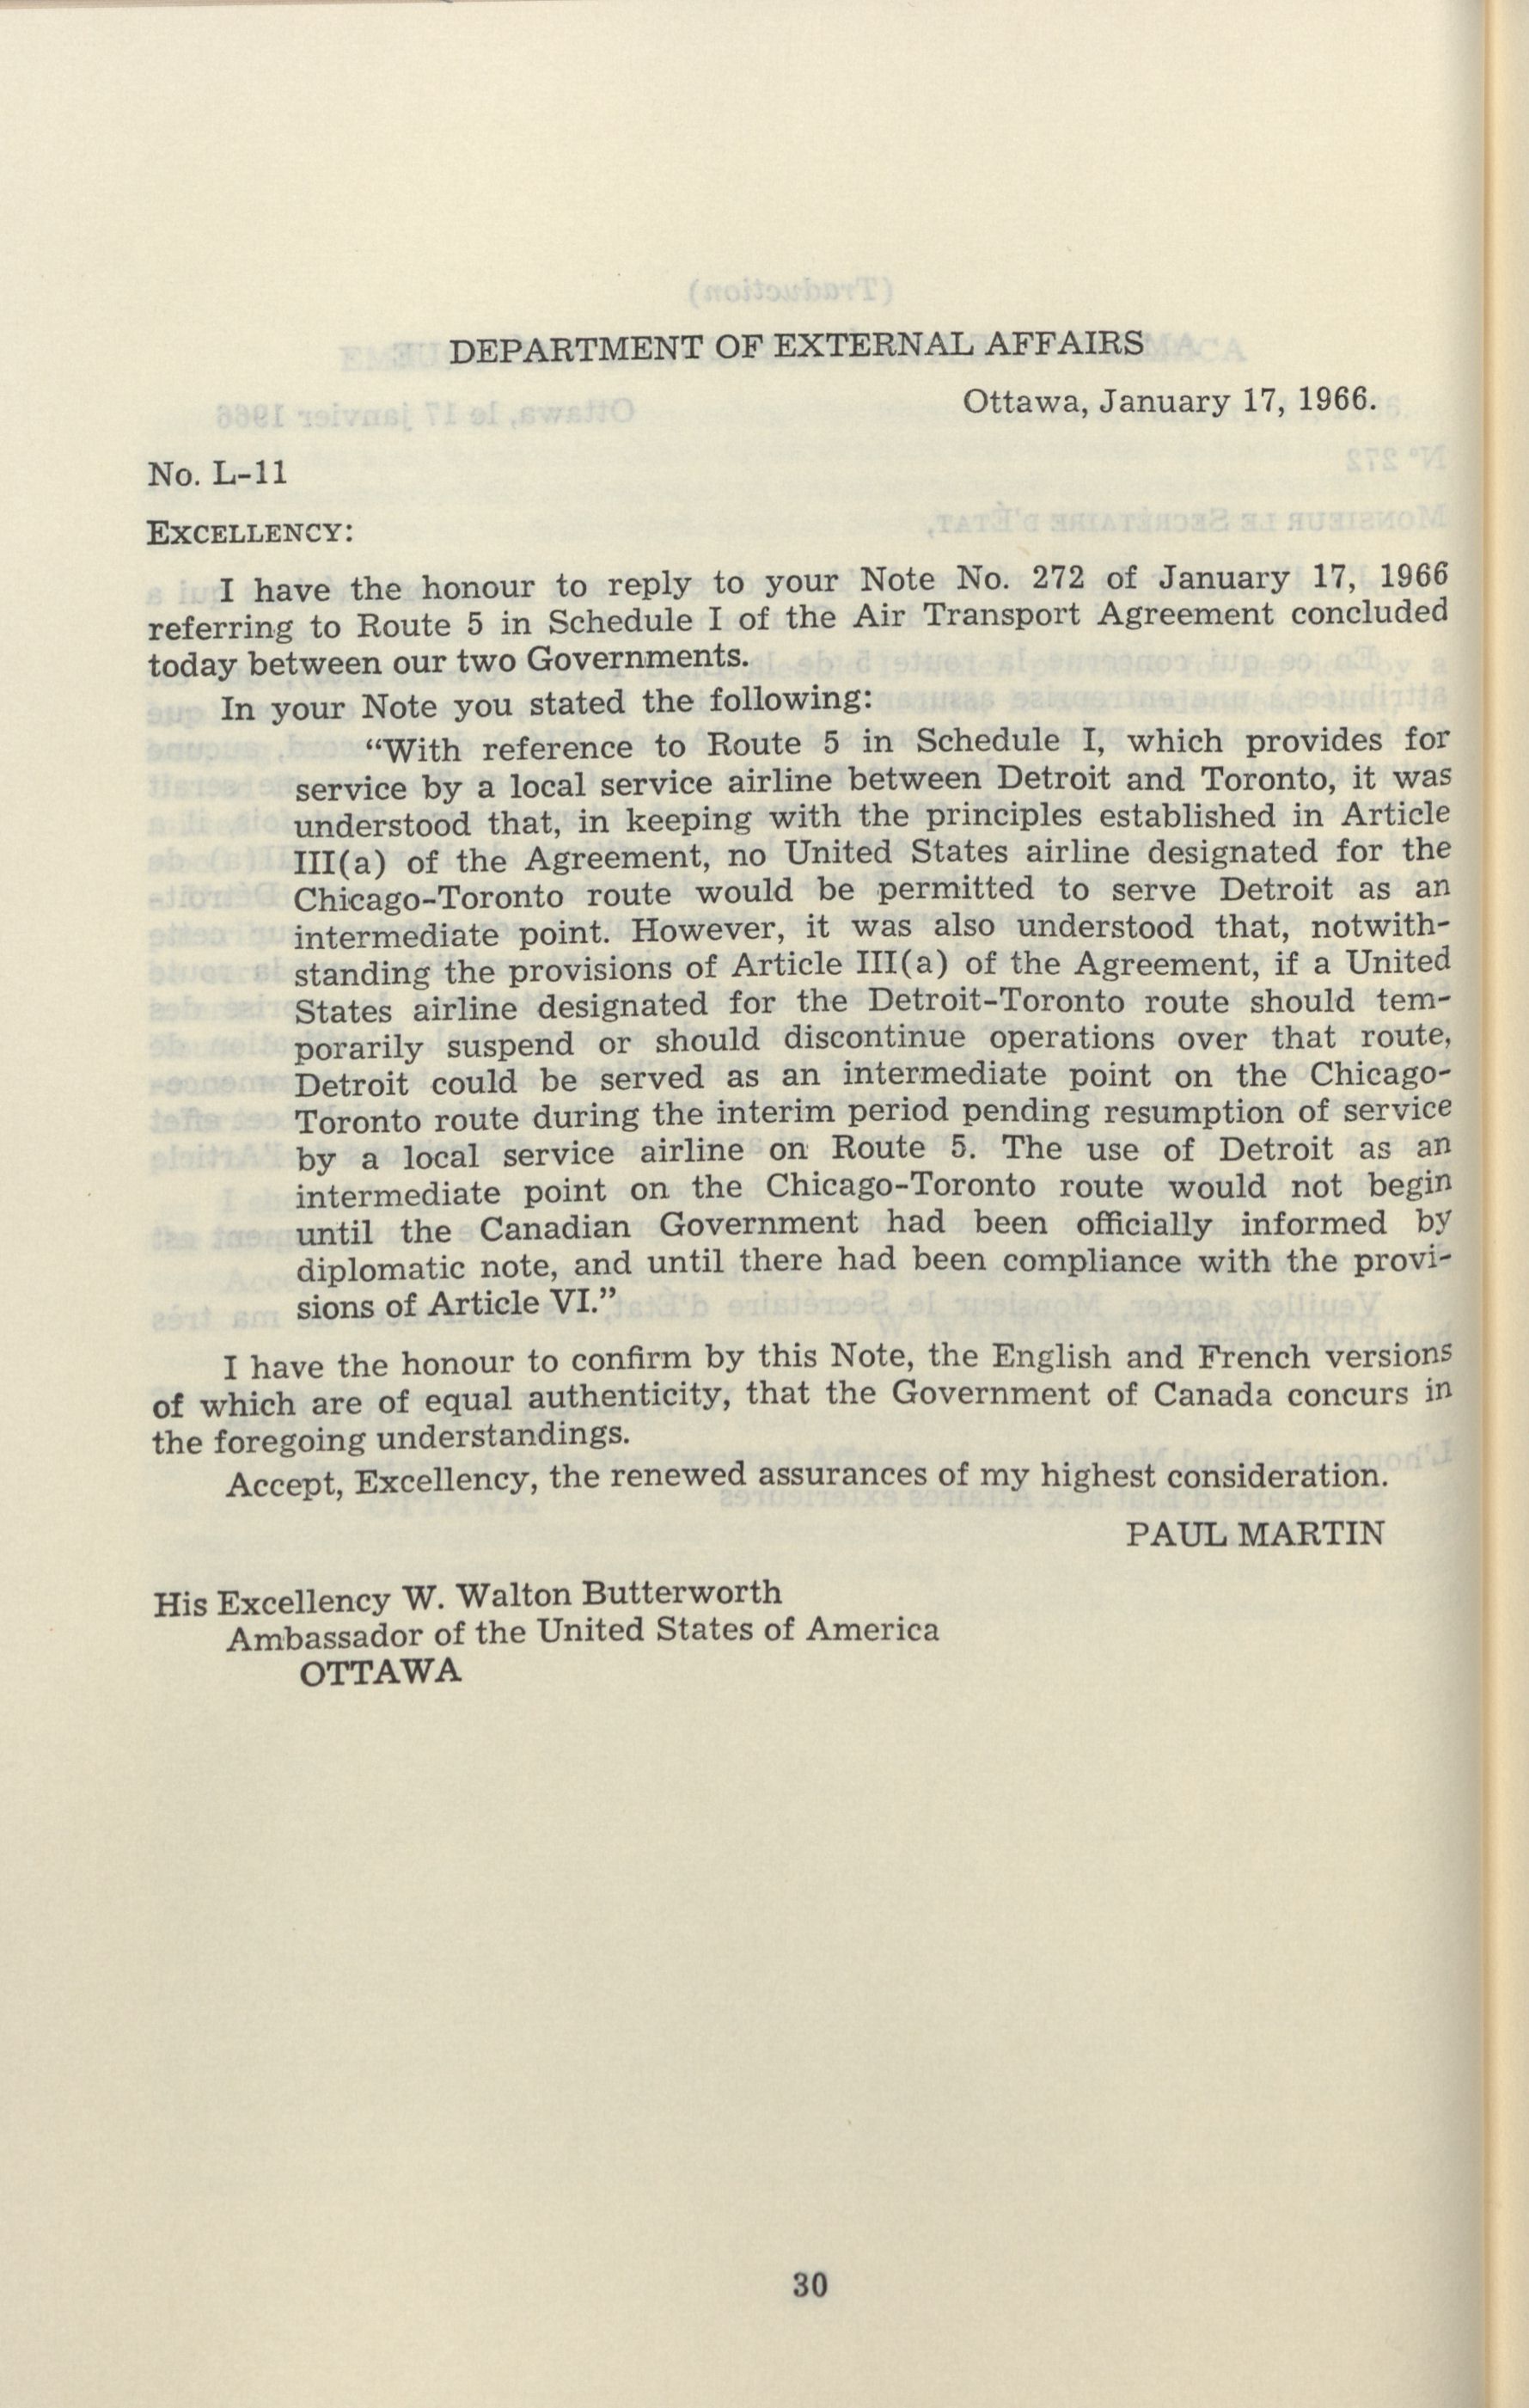 DEPARTMENT OF EXTERNAL AFFAIRS
Ottawa, January 17, 1966.
No. L-11
EXCELLENCY:
I have the honour to reply to your Note No. 272 of January 17, 1966
referring to Route 5 in Schedule I of the Air Transport Agreement concluded
today between our two Governments.
In your Note you stated the following:
“With reference to Route 5 in Schedule I, which provides for
service by a local service airline between Detroit and Toronto, it was
understood that, in keeping with the principles established in Article
III(a) of the Agreement, no United States airline designated for the
Chicago-Toronto route would be permitted to serve Detroit as an
intermediate point. However, it was also understood that, notwith-
standing the provisions of Article III(a) of the Agreement, if a United
States airline designated for the Detroit-Toronto route should tem-
porarily suspend or should discontinue operations over that route,
Detroit could be served as an intermediate point on the Chicago-
Toronto route during the interim period pending resumption of service
by a local service airline on Route 5. The use of Detroit as an
intermediate point on the Chicago-Toronto route would not begin
until the Canadian Government had been officially informed by
diplomatic note, and until there had been compliance with the provi-
sions of Article VI.”
I have the honour to confirm by this Note, the English and French versions
of which are of equal authenticity, that the Government of Canada concurs in
the foregoing understandings.
Accept, Excellency, the renewed assurances of my highest consideration.
PAUL MARTIN
His Excellency W. Walton Butterworth
Ambassador of the United States of America
OTTAWA
30